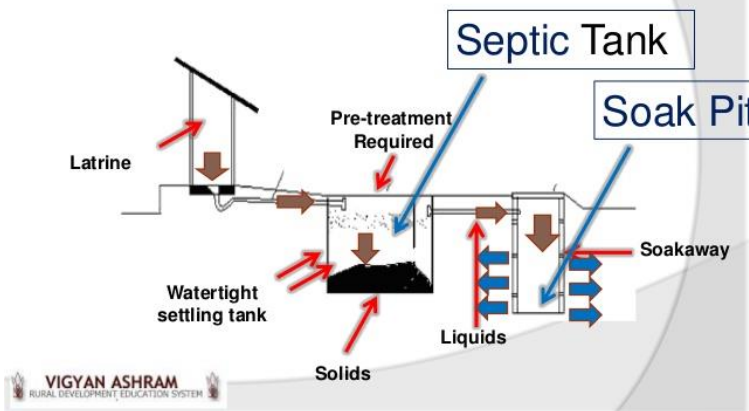 Septic Tank
Soak Pit
Pre-treatment
Required
Latrine
Soakaway
Watertight
settling tank
Liquids
Solids
VIGYAN ASHRAM
RURAL DEVELOPMENT EDUCATION SYSTEM